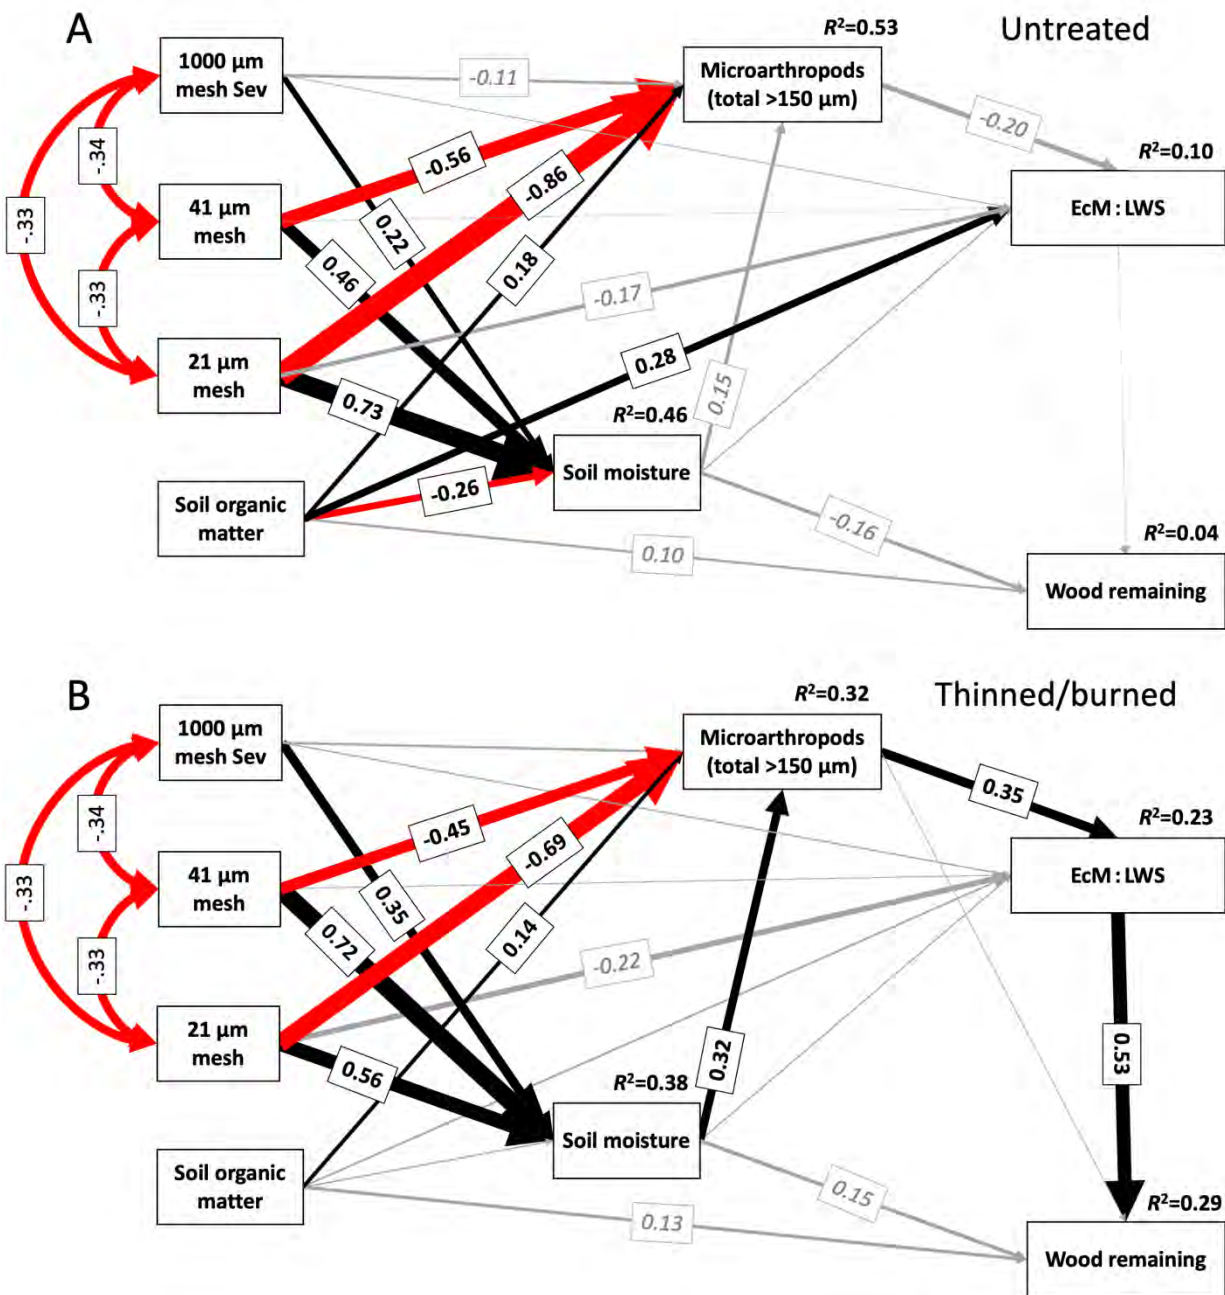 A
Untreated
R²=0.53
1000 µm
mesh Sev
Microarthropods
(total >150 µm)
-0.11
-0.20
R²=0.10
-.34
-0.56
-0.86
41 µm
mesh
EcM : LWS
-.33
0.22
0.18
0.46
-.33
-0.17
21 µm
mesh
0.28
0.15
0.73
R²=0.46
Soil moisture
-0.26
Soil organic
matter
-0.16
0.10
R²=0.04
Wood remaining
B
Thinned/burned
R²=0.32
1000 µm
mesh Sev
Microarthropods
(total >150 µm)
0.35
R²=0.23
-.34
-0.45
-0.69
41 µm
mesh
EcM : LWS
-.33
0.35
0.14
0.72
-.33
-0.22
21 µm
mesh
0.32
0.53
0.56
R²=0.38
Soil moisture
Soil organic
matter
0.15
0.13
R²=0.29
Wood remaining